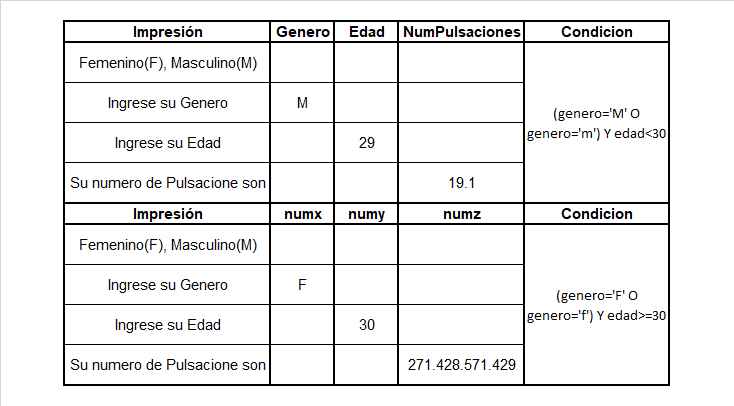 Impresión Genero Edad NumPulsaciones Condicion
Femenino(F), Masculino(M)
Ingrese su Genero M
(genero='M' O
genero='m') Y edad<30
Ingrese su Edad 29
Su numero de Pulsacione son 19.1
Impresión numx numy numz Condicion
Femenino(F), Masculino(M)
Ingrese su Genero F
(genero='F' O
genero='f') Y edad>=30
Ingrese su Edad 30
Su numero de Pulsacione son 271.428.571.429